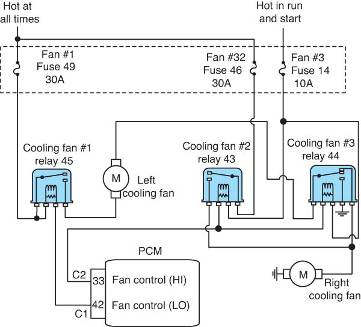 Hot at
all times
Hot in run
and start
Fan #1
Fuse 49
30A
Fan #32
Fuse 46
30A
Fan #3
Fuse 14
10A
Cooling fan #1
relay 45
M
Left
cooling fan
Cooling fan #2
relay 43
Cooling fan #3
relay 44
PCM
C2
33
Fan control (HI)
42
Fan control (LO)
C1
M
Right
cooling fan